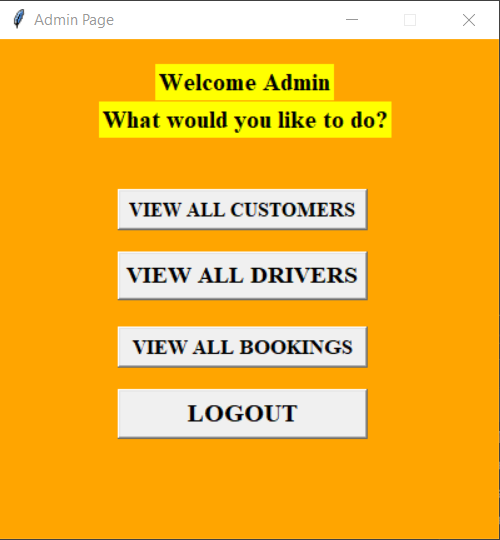 Admin Page
Welcome Admin
What would you like to do?
VIEW ALL CUSTOMERS
VIEW ALL DRIVERS
VIEW ALL BOOKINGS
LOGOUT